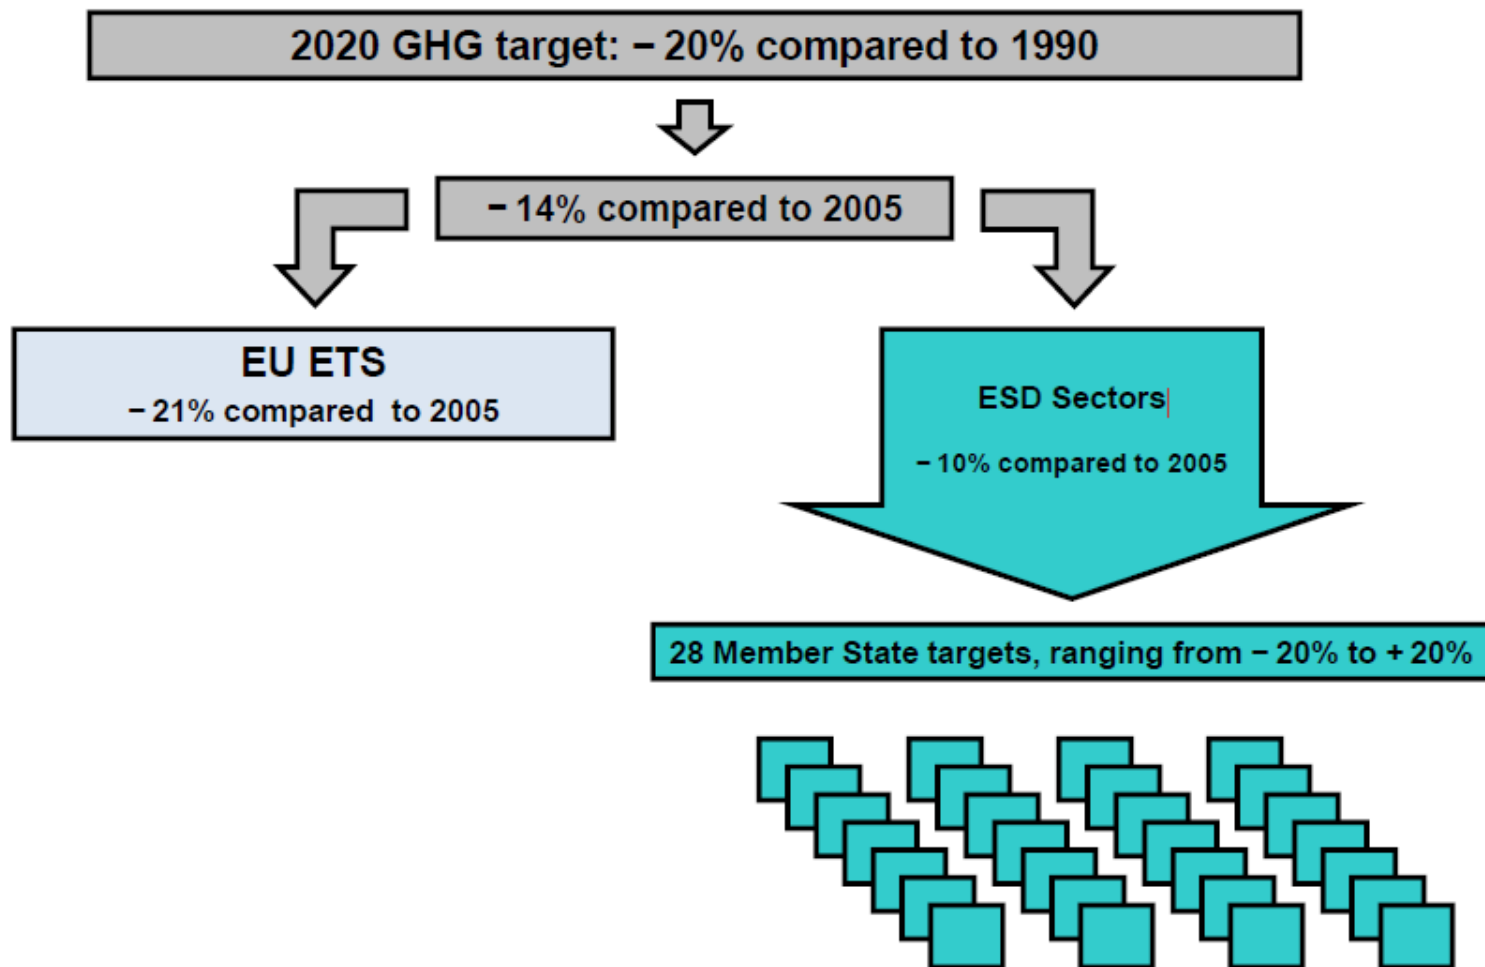 2020 GHG target: – 20% compared to 1990
– 14% compared to 2005
EU ETS
– 21% compared to 2005
ESD Sectors
– 10% compared to 2005
28 Member State targets, ranging from – 20% to + 20%